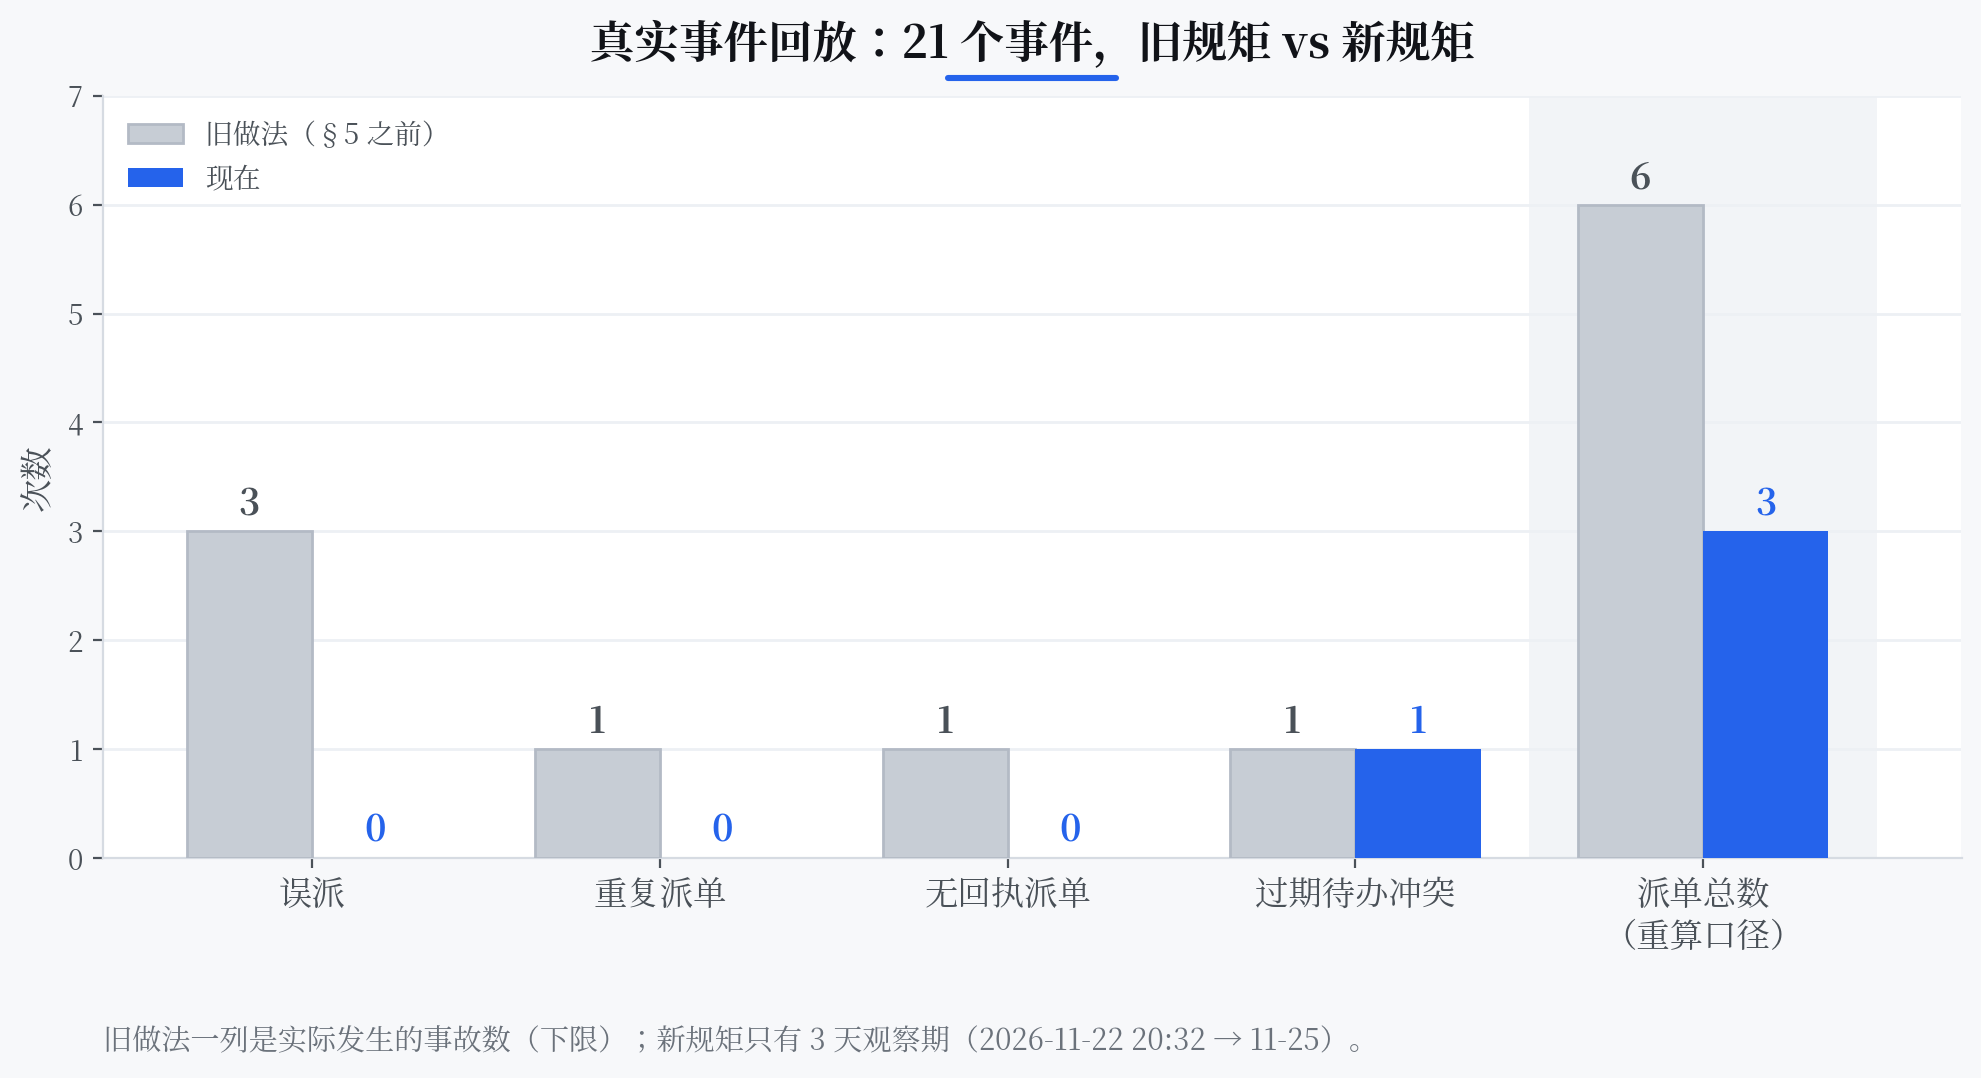 真实事件回放：21 个事件，旧规矩 vs 新规矩
旧做法（§5 之前）
现在
次数
7
6
5
4
3
2
1
0
3
0
1
0
1
0
1
1
6
3
误派
重复派单
无回执派单
过期待办冲突
派单总数
（重算口径）
旧做法一列是实际发生的事故数（下限）；新规矩只有 3 天观察期（2026-11-22 20:32 → 11-25）。